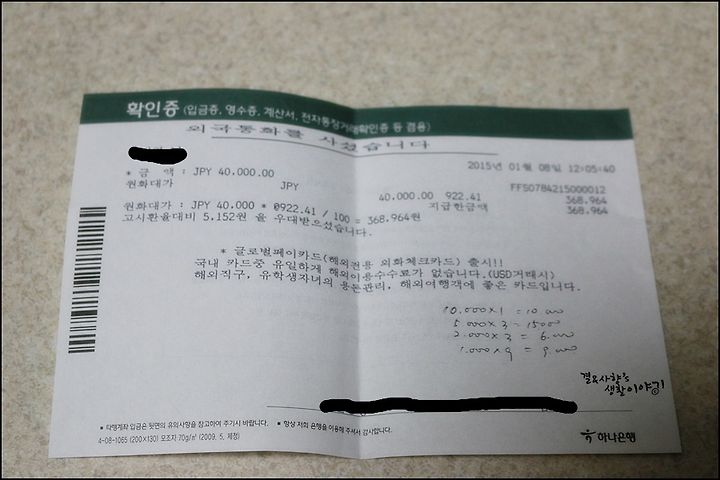 확인증 (입금증, 영수증, 계산서, 전자통장거래확인증 등 겸용)
외국통화를 사셨습니다
2015년 01월 08일 12:05:40
* 금 액 : JPY 40.000.00
FFS0784215000012
원화대가 JPY 40.000.00 922.41 368.964
지급한금액 368.964
원화대가 : JPY 40.000 * 0922.41 / 100 = 368.964원
고시환율대비 5.152원 을 우대받으셨습니다.
* 글로벌페이카드(해외전용 외화체크카드) 출시!!
국내 카드중 유일하게 해외이용수수료가 없습니다.(USD거래시)
해외직구, 유학생자녀의 용돈관리, 해외여행객에 좋은 카드입니다.
10.000×1 = 10.000
5.000×3 = 15000
2.000×3 = 6.000
1.000×9 = 9.000
생활이야기
* 타행계좌 입금은 뒷면의 유의사항을 참고하여 주시기 바랍니다. * 항상 저희 은행을 이용해 주셔서 감사합니다.
4-08-1065 (200×130) 모조지 70g/㎡ (2009. 5. 제정)
하나은행